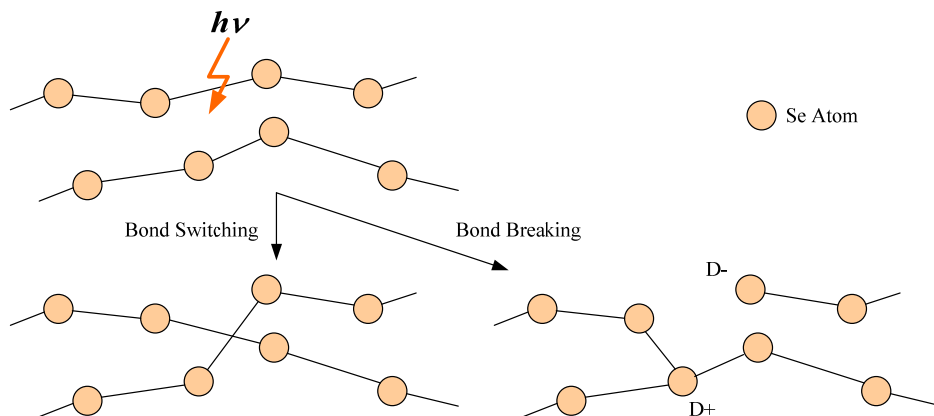 hν
Se Atom
Bond Switching
Bond Breaking
D-
D+